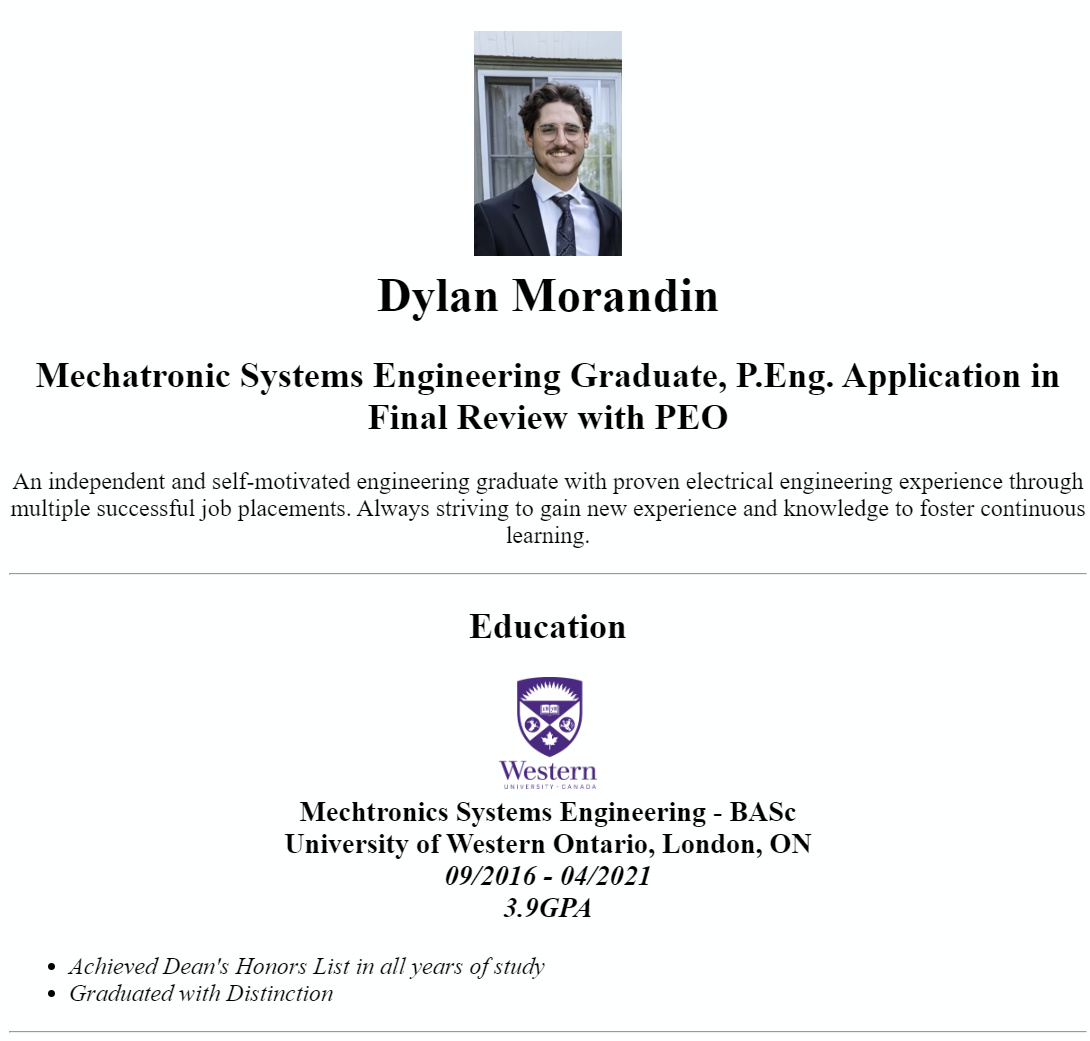 Dylan Morandin
Mechatronic Systems Engineering Graduate, P.Eng. Application in
Final Review with PEO
An independent and self-motivated engineering graduate with proven electrical engineering experience through
multiple successful job placements. Always striving to gain new experience and knowledge to foster continuous
learning.
Education
Western
UNIVERSITY · CANADA
Mechtronics Systems Engineering - BASc
University of Western Ontario, London, ON
09/2016 - 04/2021
3.9GPA
• Achieved Dean's Honors List in all years of study
• Graduated with Distinction